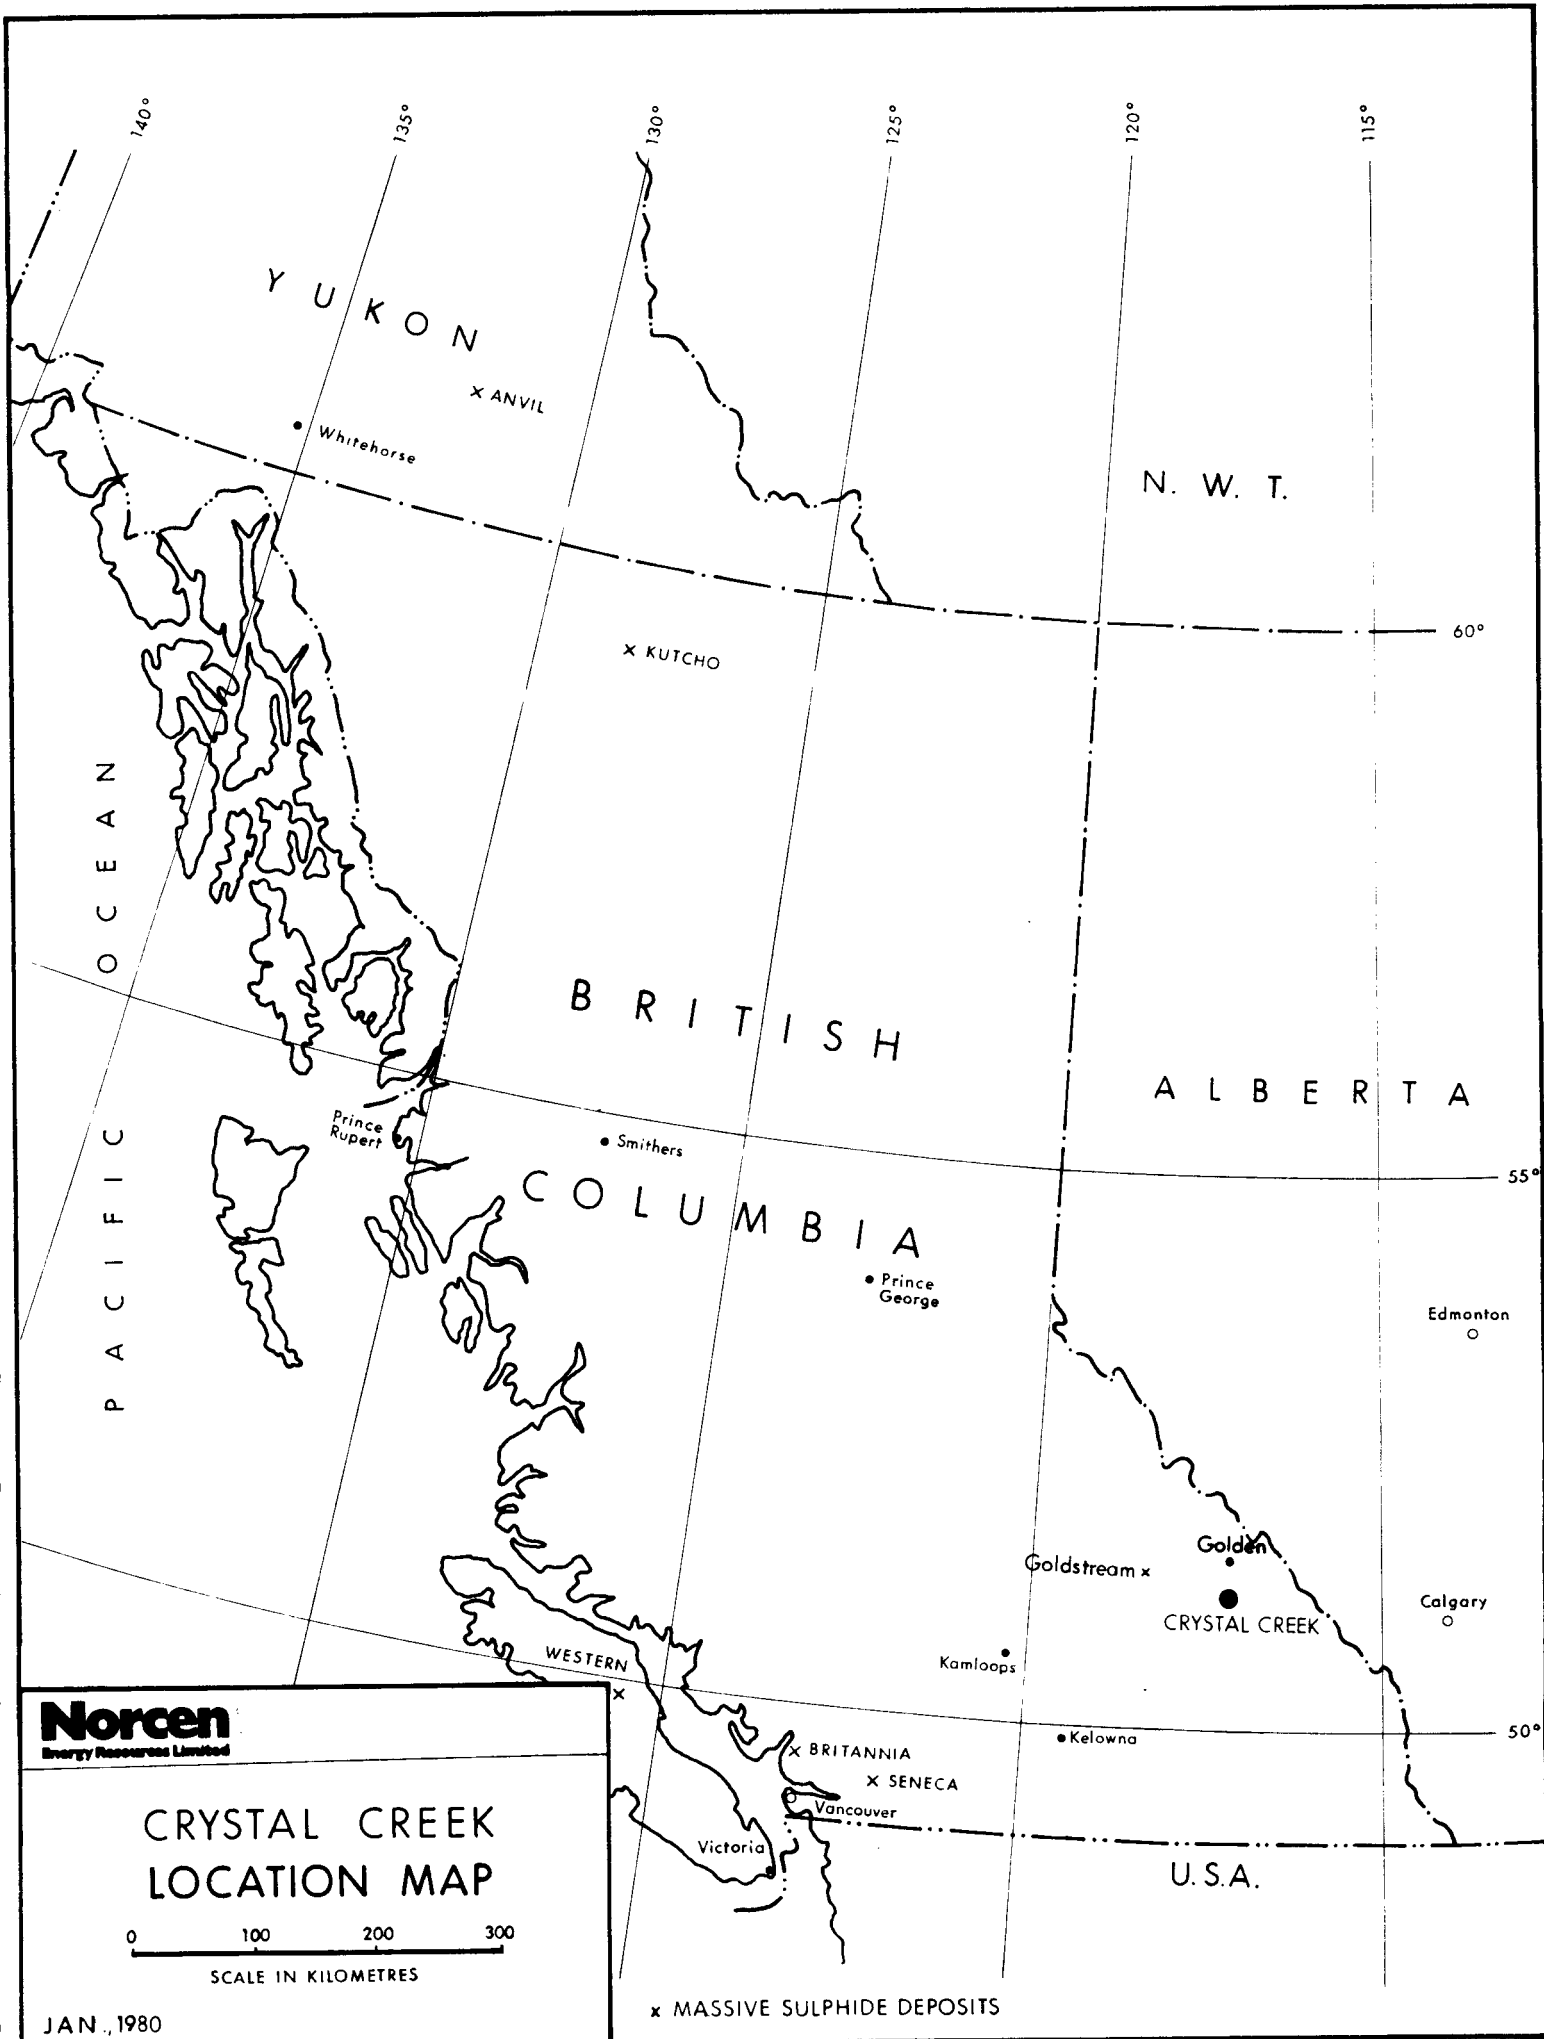 140°
135°
130°
125°
120°
115°
YUKON
x ANVIL
Whitehorse
N. W. T.
60°
x KUTCHO
PACIFIC OCEAN
BRITISH
ALBERTA
Prince
Rupert
Smithers
55°
COLUMBIA
Prince
George
Edmonton
Golden
Goldstream x
CRYSTAL CREEK
Calgary
Kamloops
WESTERN
x
50°
Kelowna
x BRITANNIA
x SENECA
Vancouver
Victoria
U.S.A.
Norcen
Energy Resources Limited
CRYSTAL CREEK
LOCATION MAP
0 100 200 300
SCALE IN KILOMETRES
JAN., 1980
x MASSIVE SULPHIDE DEPOSITS